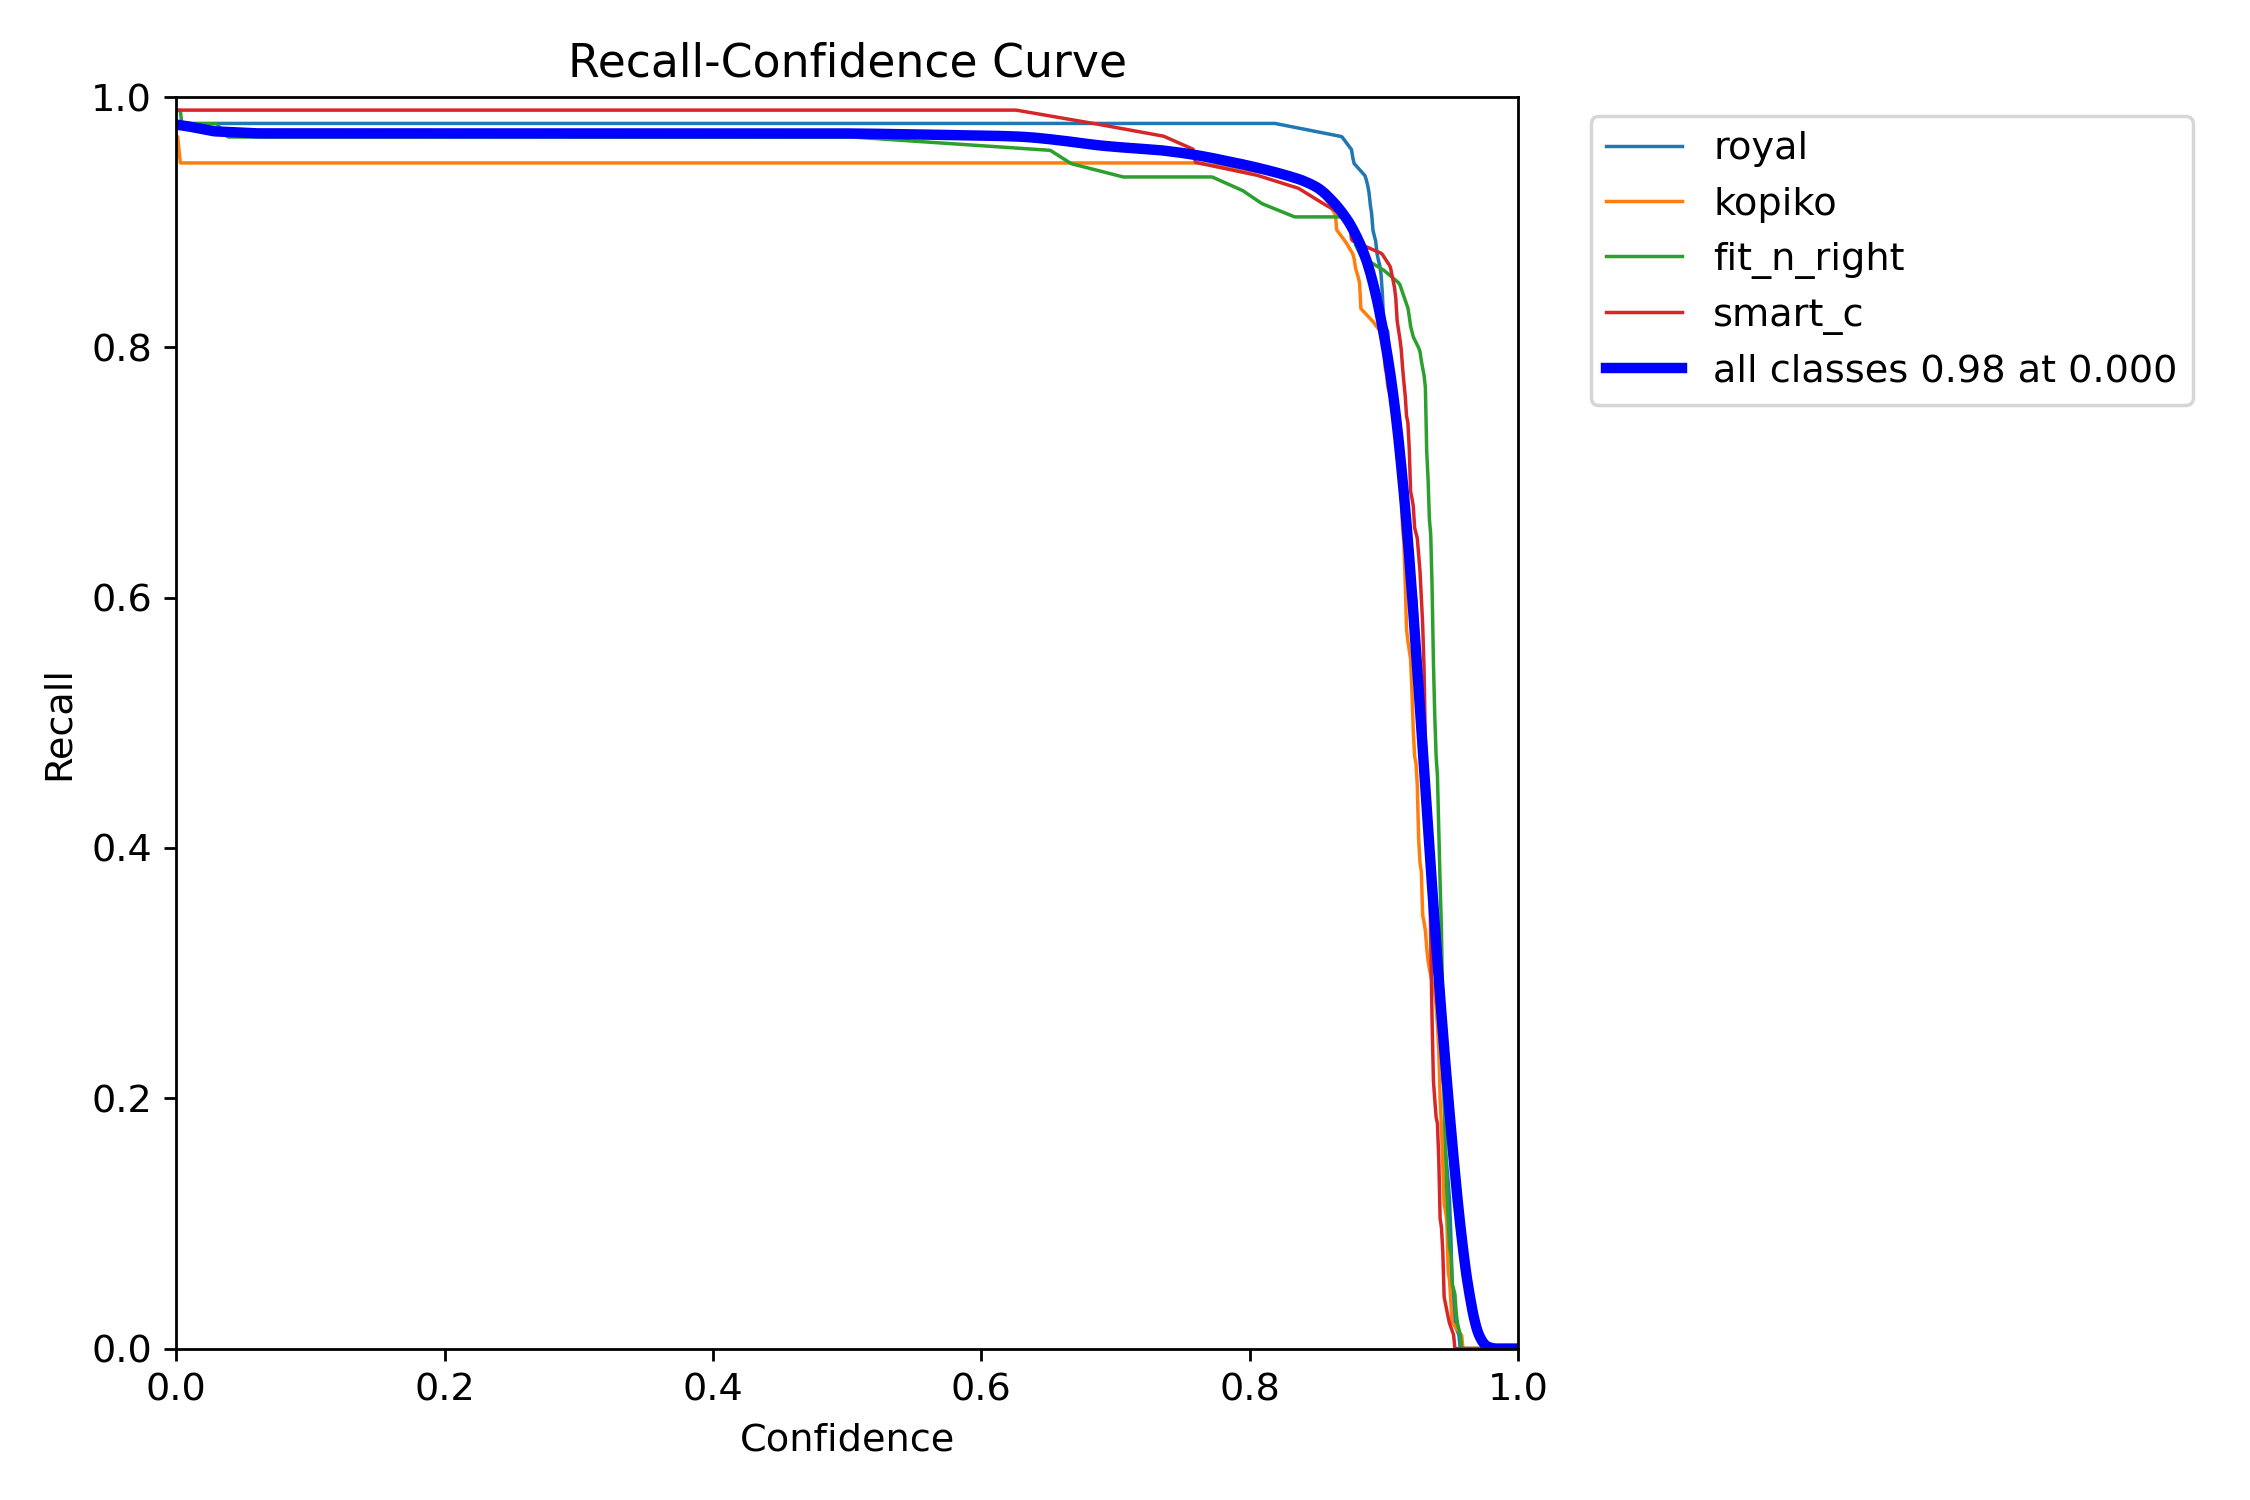 Recall-Confidence Curve
1.0
0.8
0.6
0.4
0.2
0.0
Recall
0.0 0.2 0.4 0.6 0.8 1.0
Confidence
royal
kopiko
fit_n_right
smart_c
all classes 0.98 at 0.000